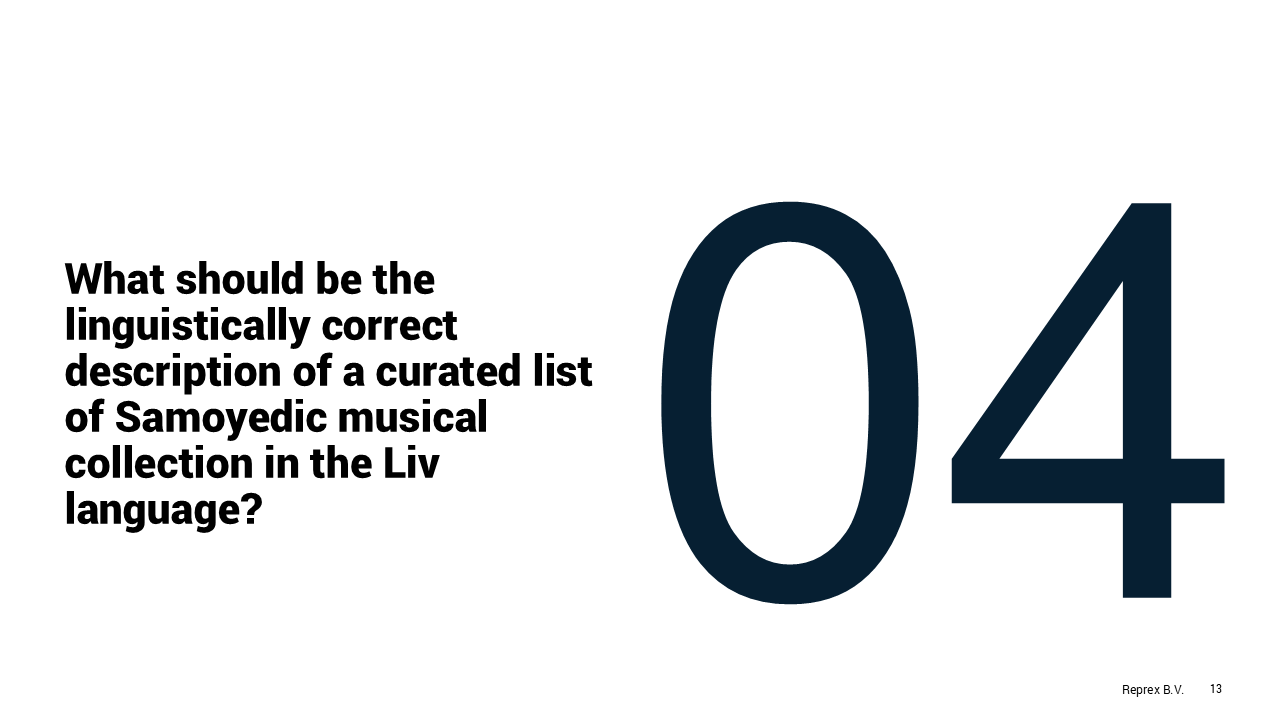 What should be the
linguistically correct
description of a curated list
of Samoyedic musical
collection in the Liv
language?
04
Reprex B.V. 13